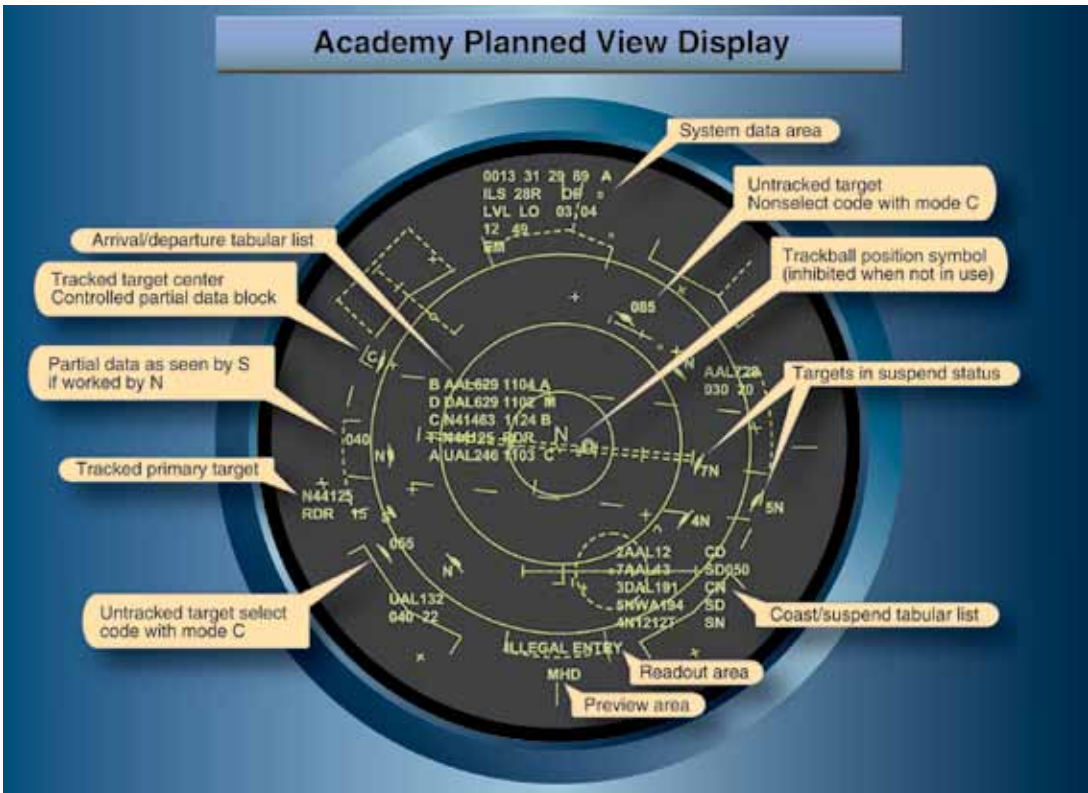 Academy Planned View Display
System data area
0013 31 29 89 A
ILS 28R
LVL LO 03,04
12 49
Untracked target
Nonselect code with mode C
Arrival/departure tabular list
Trackball position symbol
(inhibited when not in use)
Tracked target center
Controlled partial data block
085
C
N
AAL728
030 20
Partial data as seen by S
if worked by N
Targets in suspend status
B AAL629 1104 A
D DAL629 1102 M
C N41463 1124 B
N44125 RDR
A UAL246 1103 C
N
040
N
7N
Tracked primary target
N44125
RDR 15
S
5N
4N
055
N
2AAL12 CD
7AAL43 SD050
3DAL191 CN
5NWA194 SD
4N1212T SN
UAL132
040 22
Untracked target select
code with mode C
Coast/suspend tabular list
ILLEGAL ENTRY
Readout area
MHD
Preview area